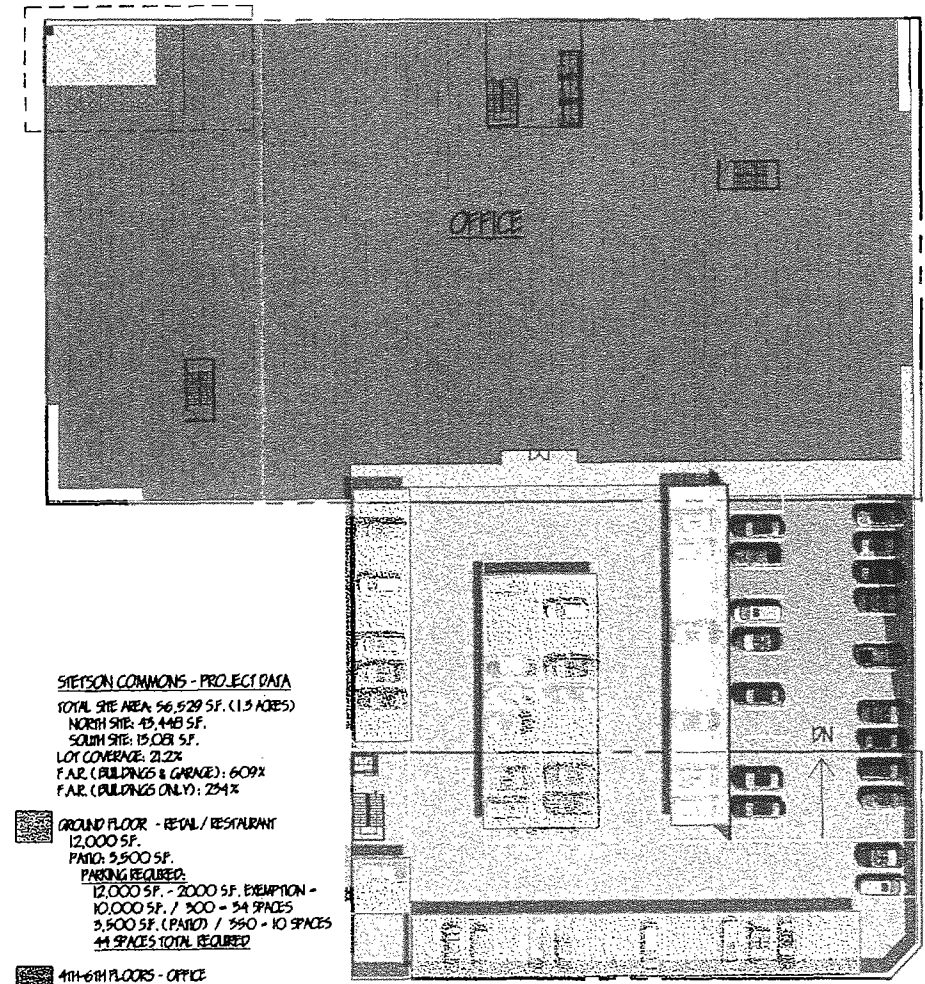 OFFICE
DN
STETSON COMMONS - PROJECT DATA
TOTAL SITE AREA: 56,529 S.F. (1.3 ACRES)
NORTH SITE: 43,448 S.F.
SOUTH SITE: 13,081 S.F.
LOT COVERAGE: 21.2%
F.A.R. (BUILDINGS & GARAGE): 609%
F.A.R. (BUILDINGS ONLY): 234%
GROUND FLOOR - RETAIL / RESTAURANT
12,000 S.F.
PATIO: 3,500 S.F.
PARKING REQUIRED:
12,000 S.F. - 2000 S.F. EXEMPTION =
10,000 S.F. / 300 = 34 SPACES
3,500 S.F. (PATIO) / 350 = 10 SPACES
44 SPACES TOTAL REQUIRED
4TH-6TH FLOORS - OFFICE